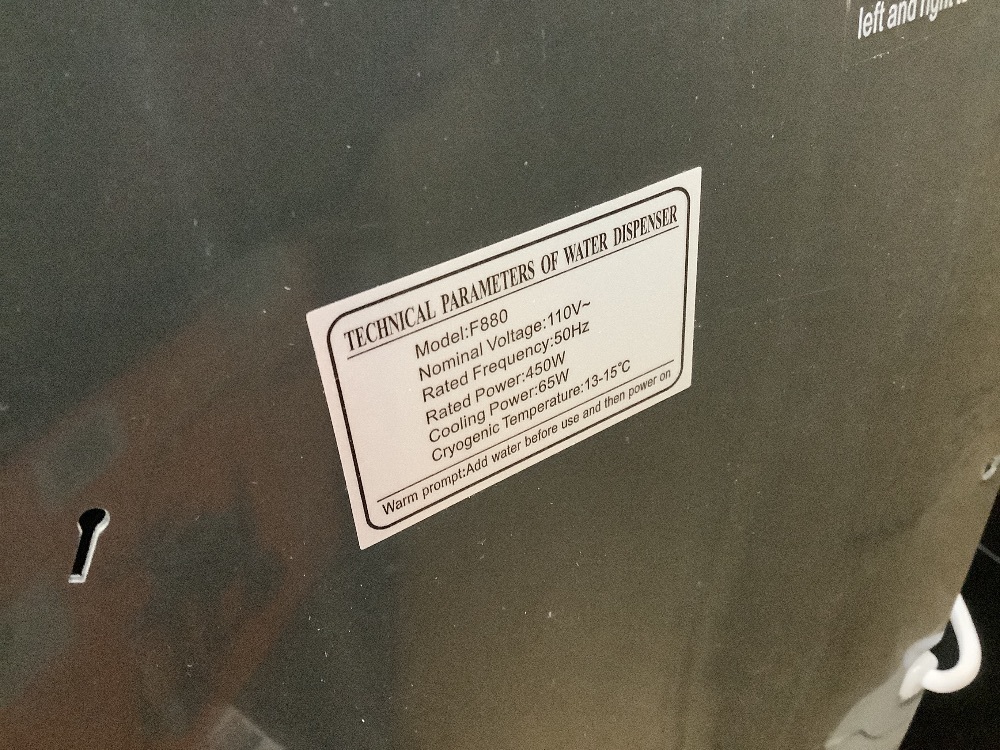 left and right
TECHNICAL PARAMETERS OF WATER DISPENSER
Model:F880
Nominal Voltage:110V~
Rated Frequency:50Hz
Rated Power:450W
Cooling Power:65W
Cryogenic Temperature:13-15℃
Warm prompt:Add water before use and then power on